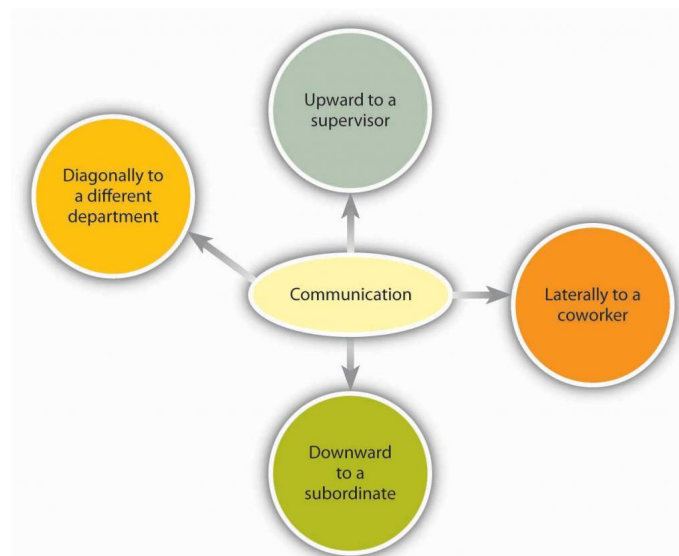 Upward to a
supervisor
Diagonally to
a different
department
Communication
Laterally to a
coworker
Downward
to a
subordinate